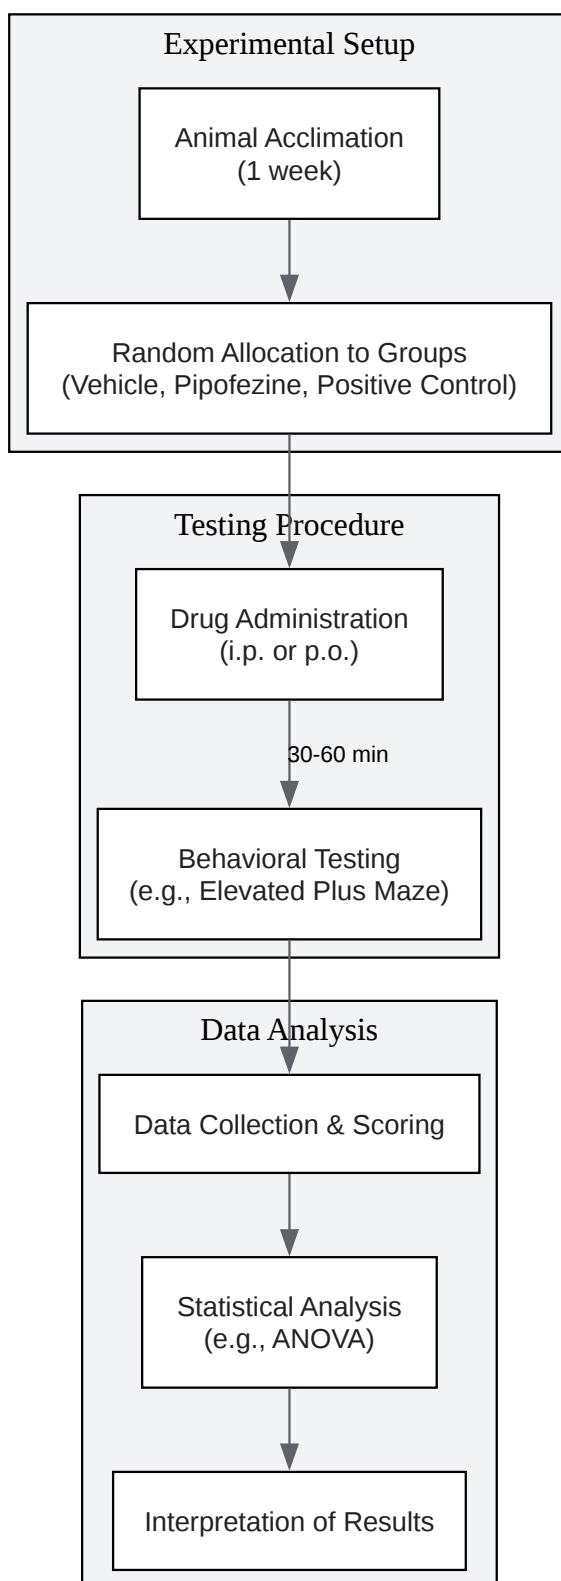 Experimental Setup
Animal Acclimation
(1 week)
Random Allocation to Groups
(Vehicle, Pipofezine, Positive Control)
Testing Procedure
Drug Administration
(i.p. or p.o.)
30-60 min
Behavioral Testing
(e.g., Elevated Plus Maze)
Data Analysis
Data Collection & Scoring
Statistical Analysis
(e.g., ANOVA)
Interpretation of Results